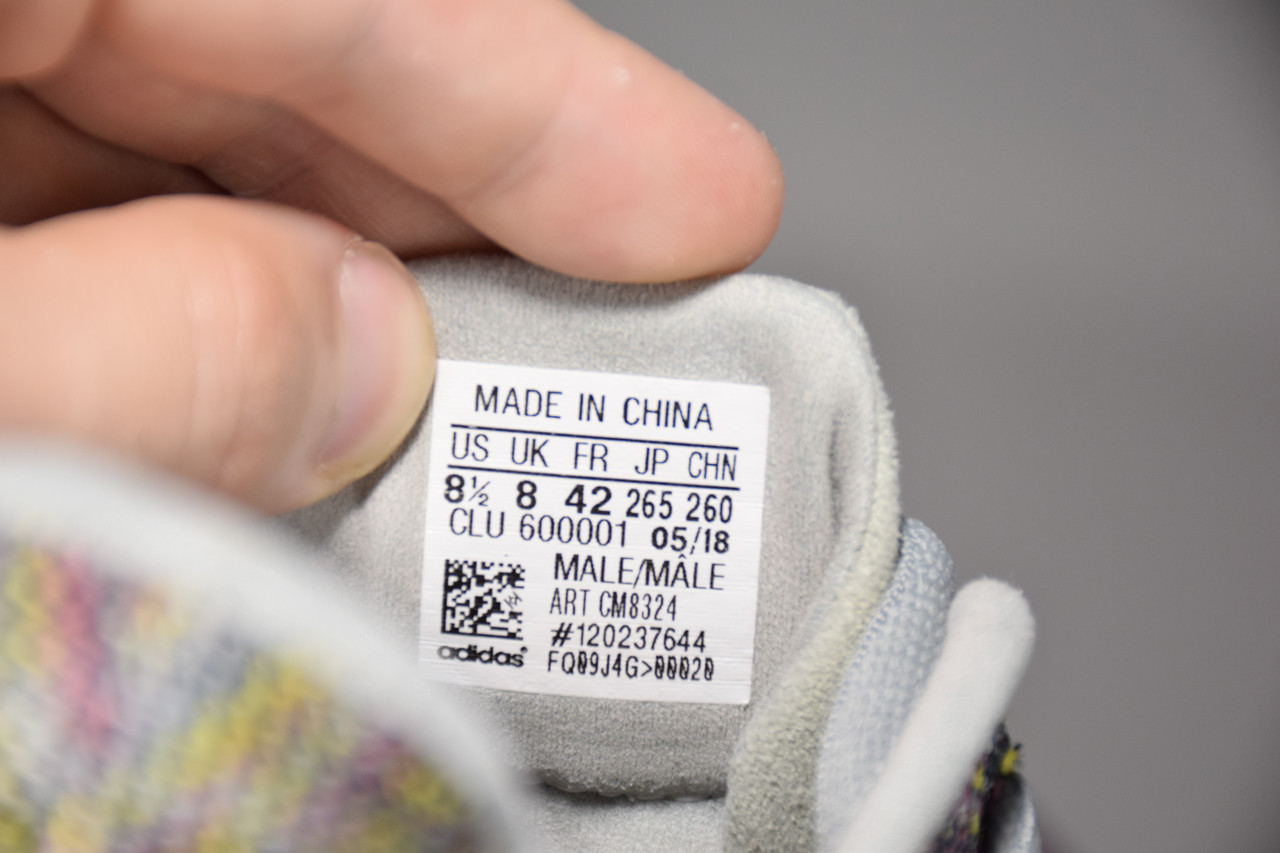 MADE IN CHINA
US UK FR JP CHN
8½ 8 42 265 260
CLU 600001 05/18
MALE/MÂLE
ART CM8324
#120237644
adidas FQ09J4G>00020